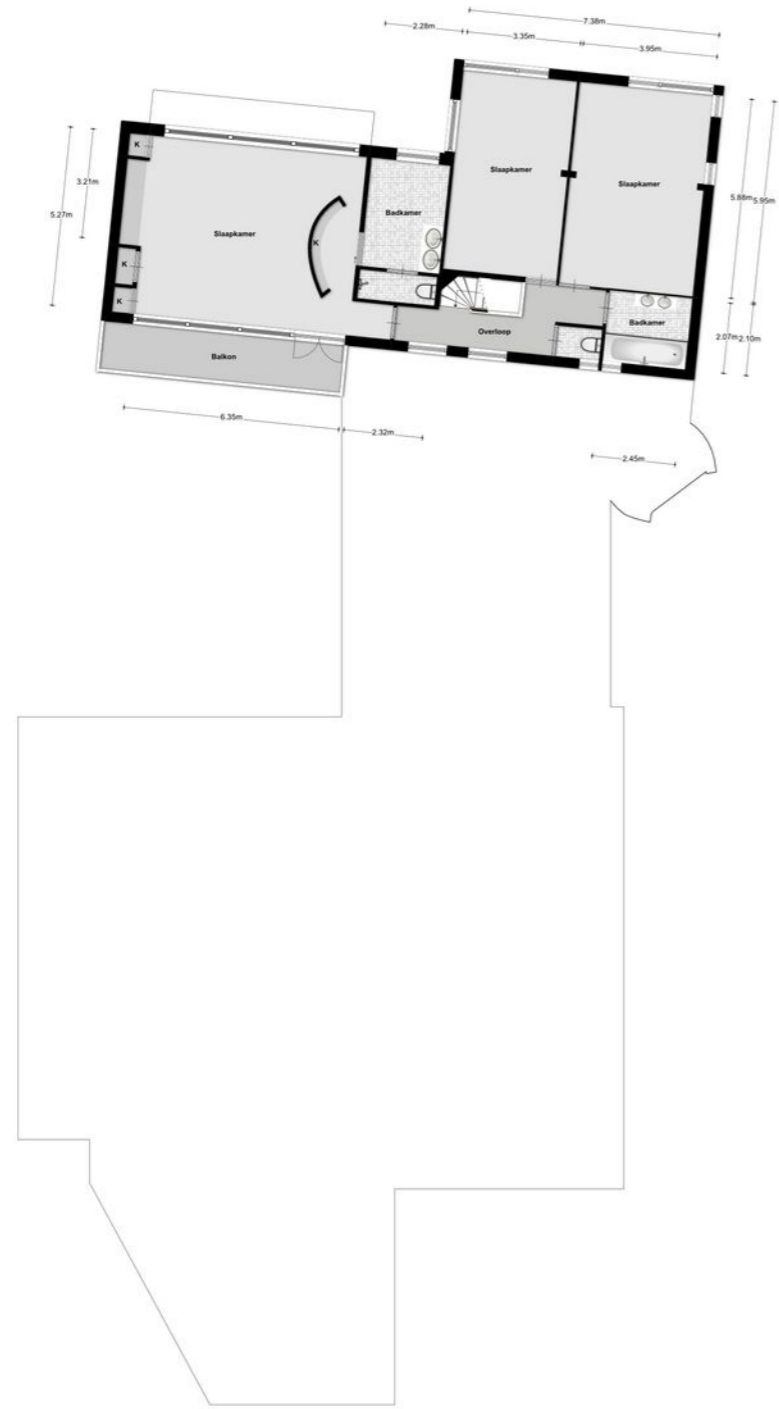 7.38m
2.28m
3.35m
3.95m
K
Slaapkamer
Slaapkamer
Slaapkamer
3.21m
5.27m
Badkamer
5.88m
5.95m
K
K
K
Overloop
Badkamer
2.07m
2.10m
Balkon
6.35m
2.32m
2.45m